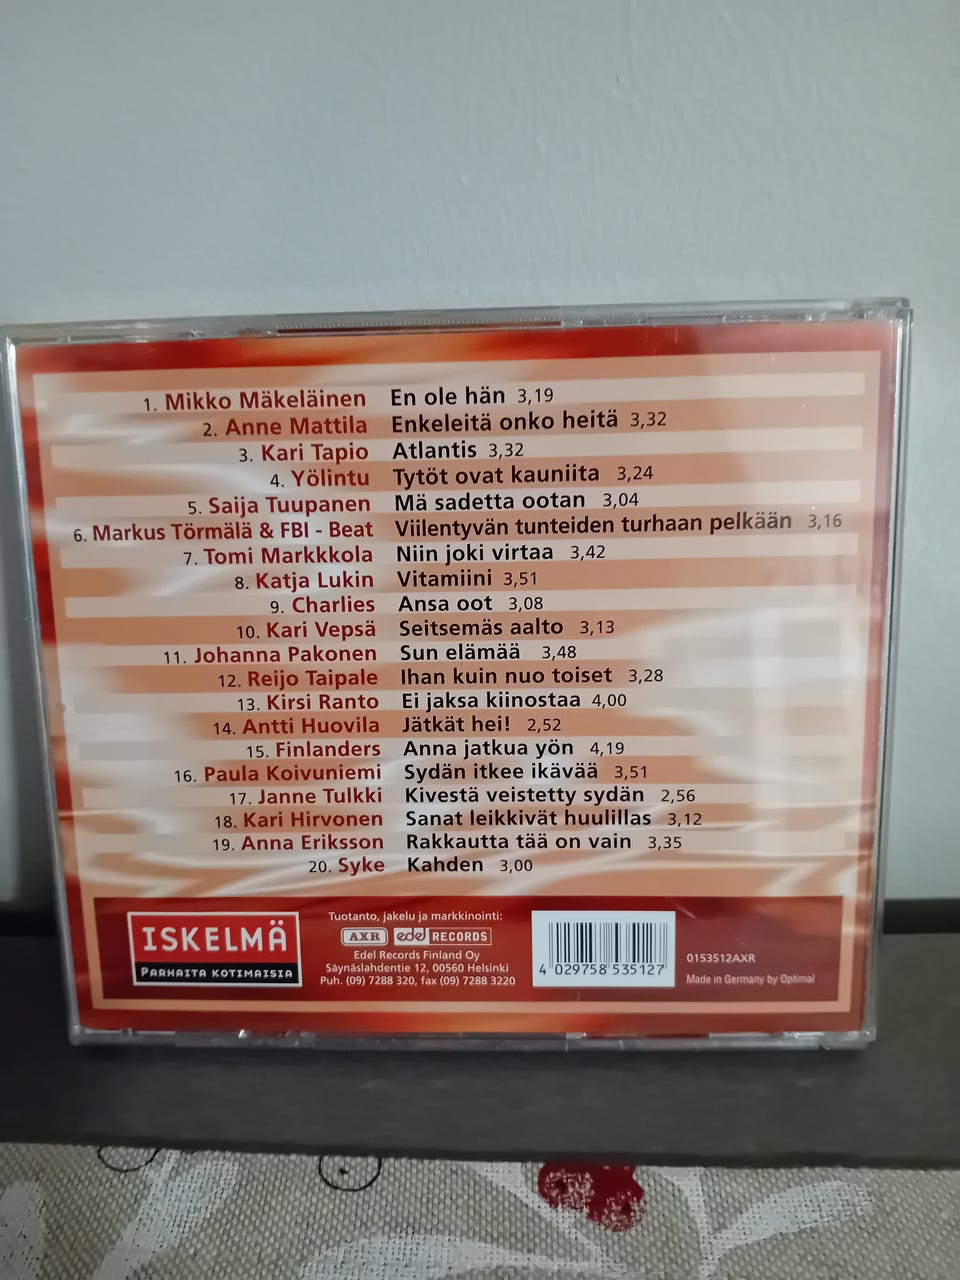 1. Mikko Mäkeläinen En ole hän 3,19
2. Anne Mattila Enkeleitä onko heitä 3,32
3. Kari Tapio Atlantis 3,32
4. Yölintu Tytöt ovat kauniita 3,24
5. Saija Tuupanen Mä sadetta ootan 3,04
6. Markus Törmälä & FBI - Beat Viilentyvän tunteiden turhaan pelkään 3,16
7. Tomi Markkkola Niin joki virtaa 3,42
8. Katja Lukin Vitamiini 3,51
9. Charlies Ansa oot 3,08
10. Kari Vepsä Seitsemäs aalto 3,13
11. Johanna Pakonen Sun elämää 3,48
12. Reijo Taipale Ihan kuin nuo toiset 3,28
13. Kirsi Ranto Ei jaksa kiinostaa 4,00
14. Antti Huovila Jätkät hei! 2,52
15. Finlanders Anna jatkua yön 4,19
16. Paula Koivuniemi Sydän itkee ikävää 3,51
17. Janne Tulkki Kivestä veistetty sydän 2,56
18. Kari Hirvonen Sanat leikkivät huulillas 3,12
19. Anna Eriksson Rakkautta tää on vain 3,35
20. Syke Kahden 3,00
ISKELMÄ
PARHAITA KOTIMAISIA
Tuotanto, jakelu ja markkinointi:
AXR edel RECORDS
Edel Records Finland Oy
Säynäslahdentie 12, 00560 Helsinki
Puh. (09) 7288 320, fax (09) 7288 3220
4 029758 535127
0153512AXR
Made in Germany by Optimal